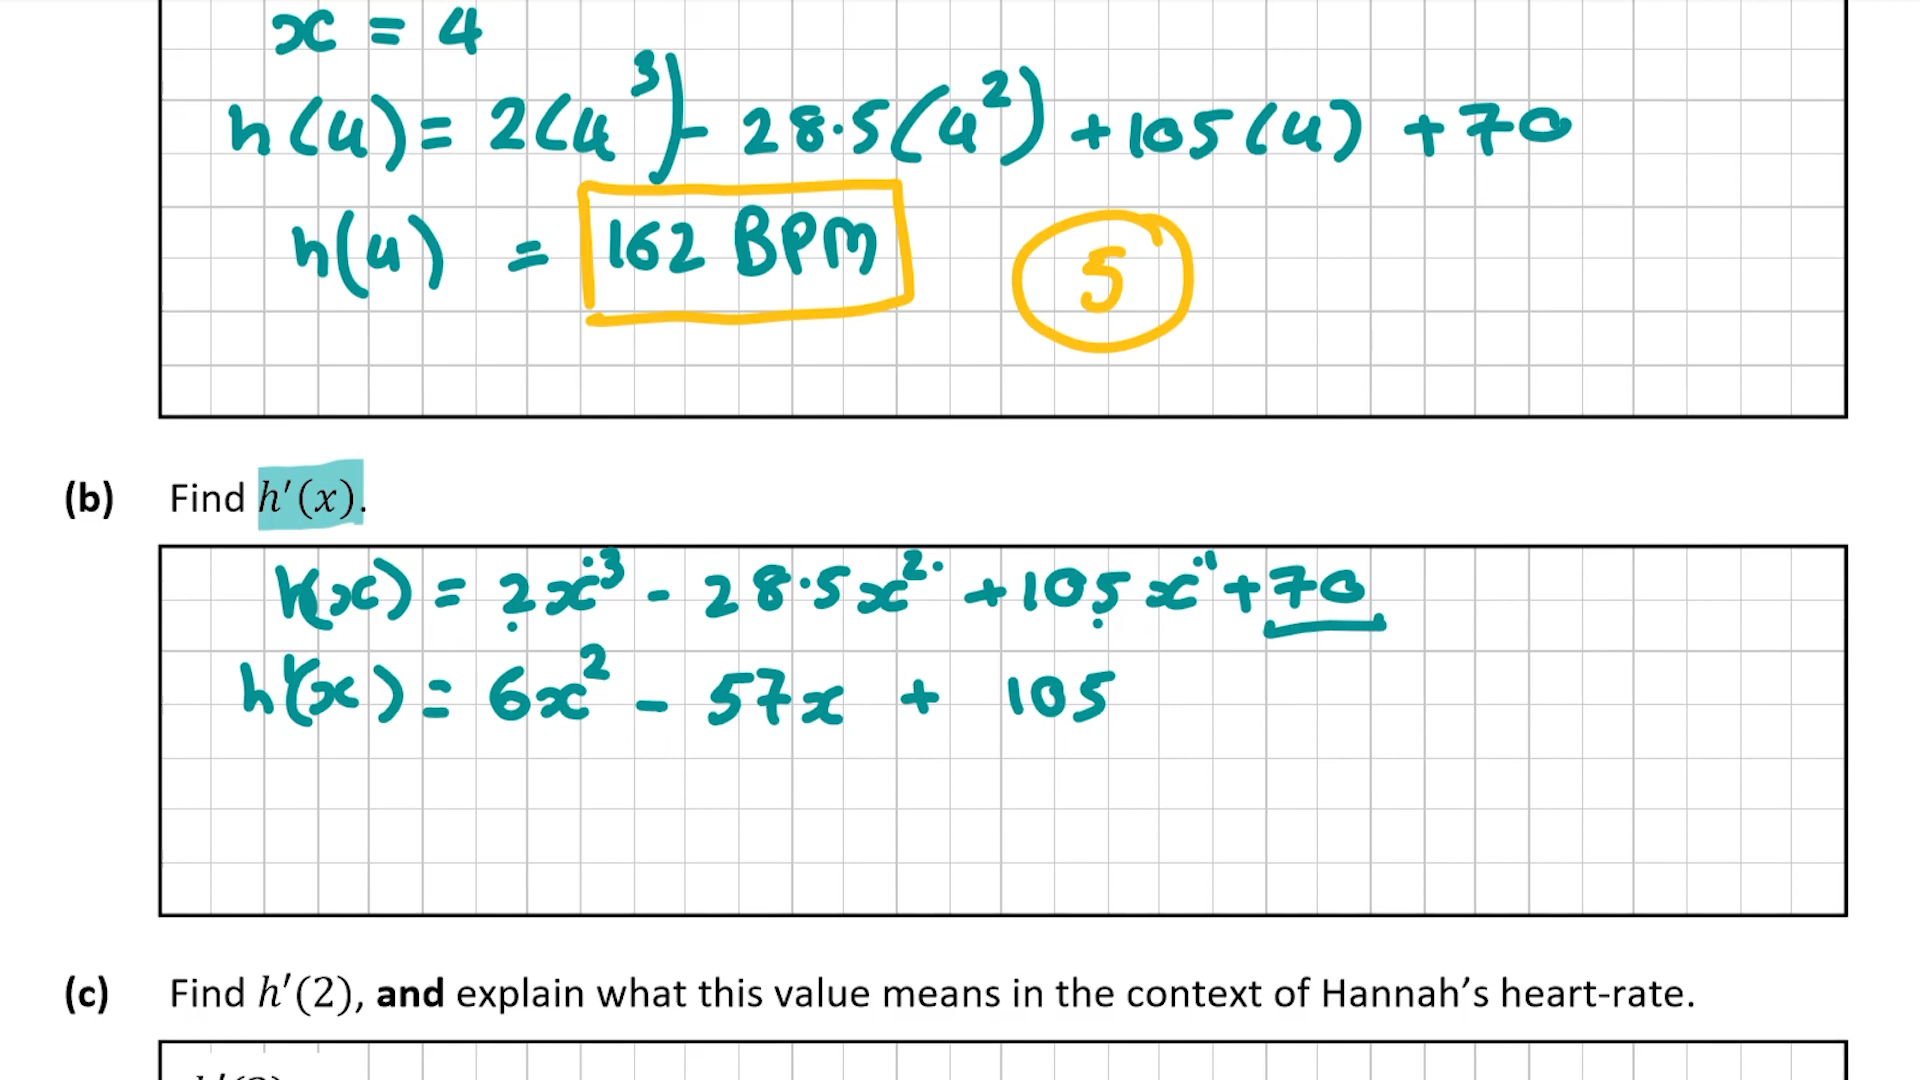 x = 4
h(4) = 2(4³) - 28.5(4²) + 105(4) + 70
h(4) = 162 BPM
5
(b) Find h′(x).
h(x) = 2x³ - 28.5x² + 105x¹ + 70
h'(x) = 6x² - 57x + 105
(c) Find h′(2), and explain what this value means in the context of Hannah’s heart-rate.